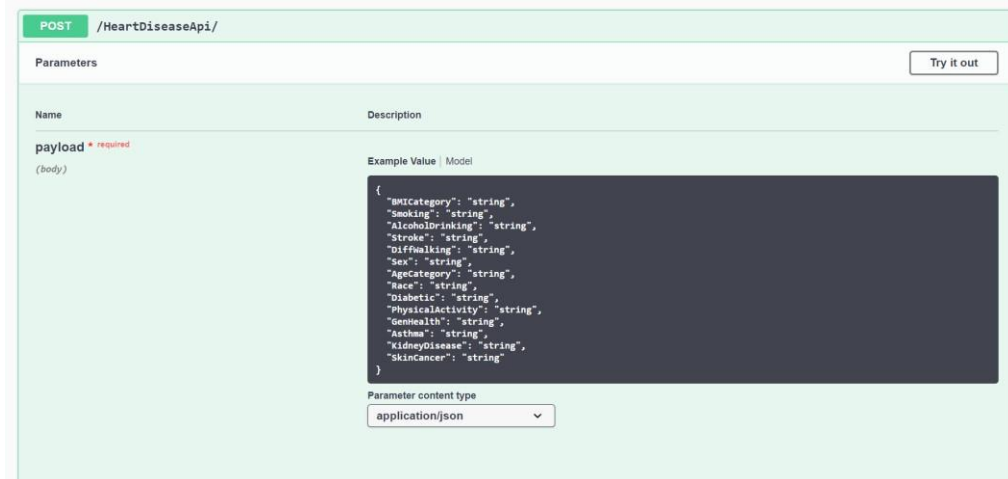 POST /HeartDiseaseApi/
Parameters
Try it out
Name
Description
payload * required
(body)
Example Value | Model
{
"BMICategory": "string",
"Smoking": "string",
"AlcoholDrinking": "string",
"Stroke": "string",
"DiffWalking": "string",
"Sex": "string",
"AgeCategory": "string",
"Race": "string",
"Diabetic": "string",
"PhysicalActivity": "string",
"GenHealth": "string",
"Asthma": "string",
"KidneyDisease": "string",
"SkinCancer": "string"
}
Parameter content type
application/json